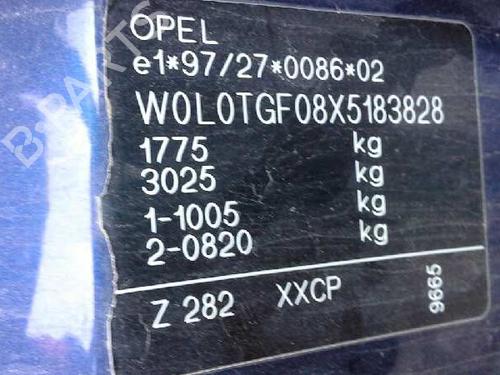 OPEL
e1*97/27*0086*02
W0L0TGF08X5183828
1775 kg
3025 kg
1-1005 kg
2-0820 kg
Z 282 XXCP 9665
B-PARTS